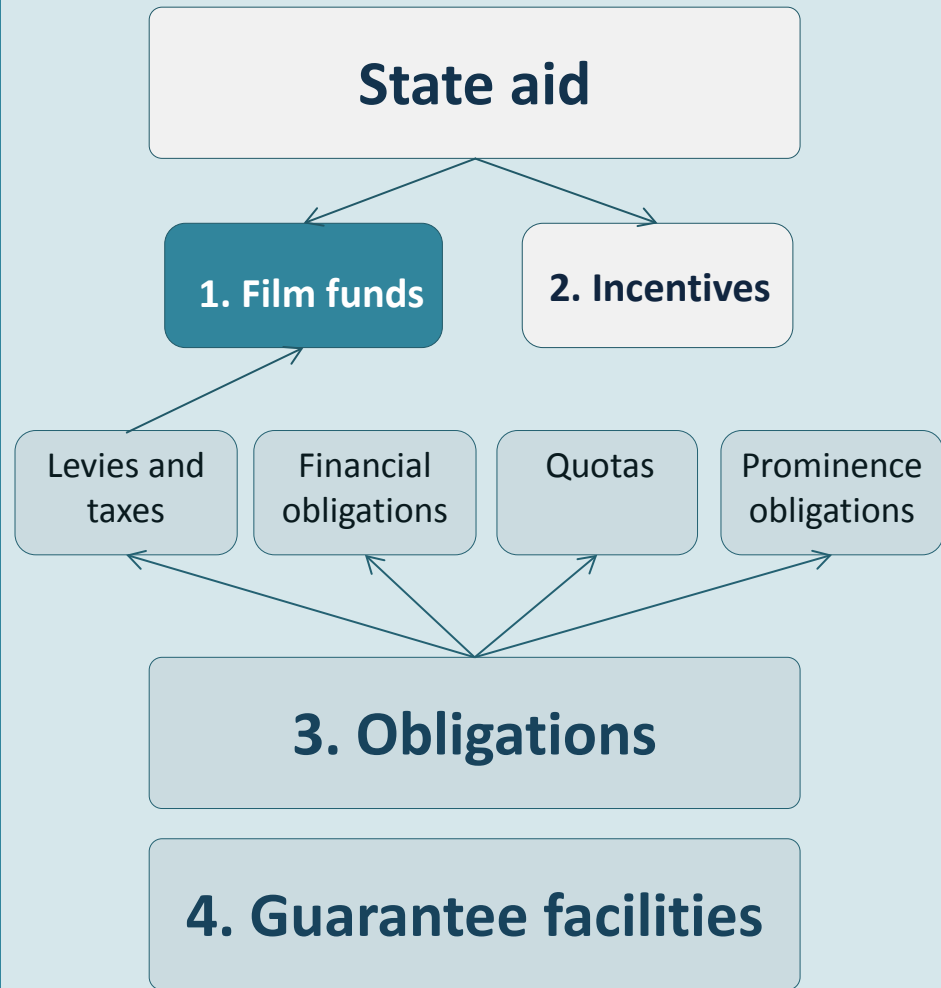 State aid
1. Film funds
2. Incentives
Levies and
taxes
Financial
obligations
Quotas
Prominence
obligations
3. Obligations
4. Guarantee facilities